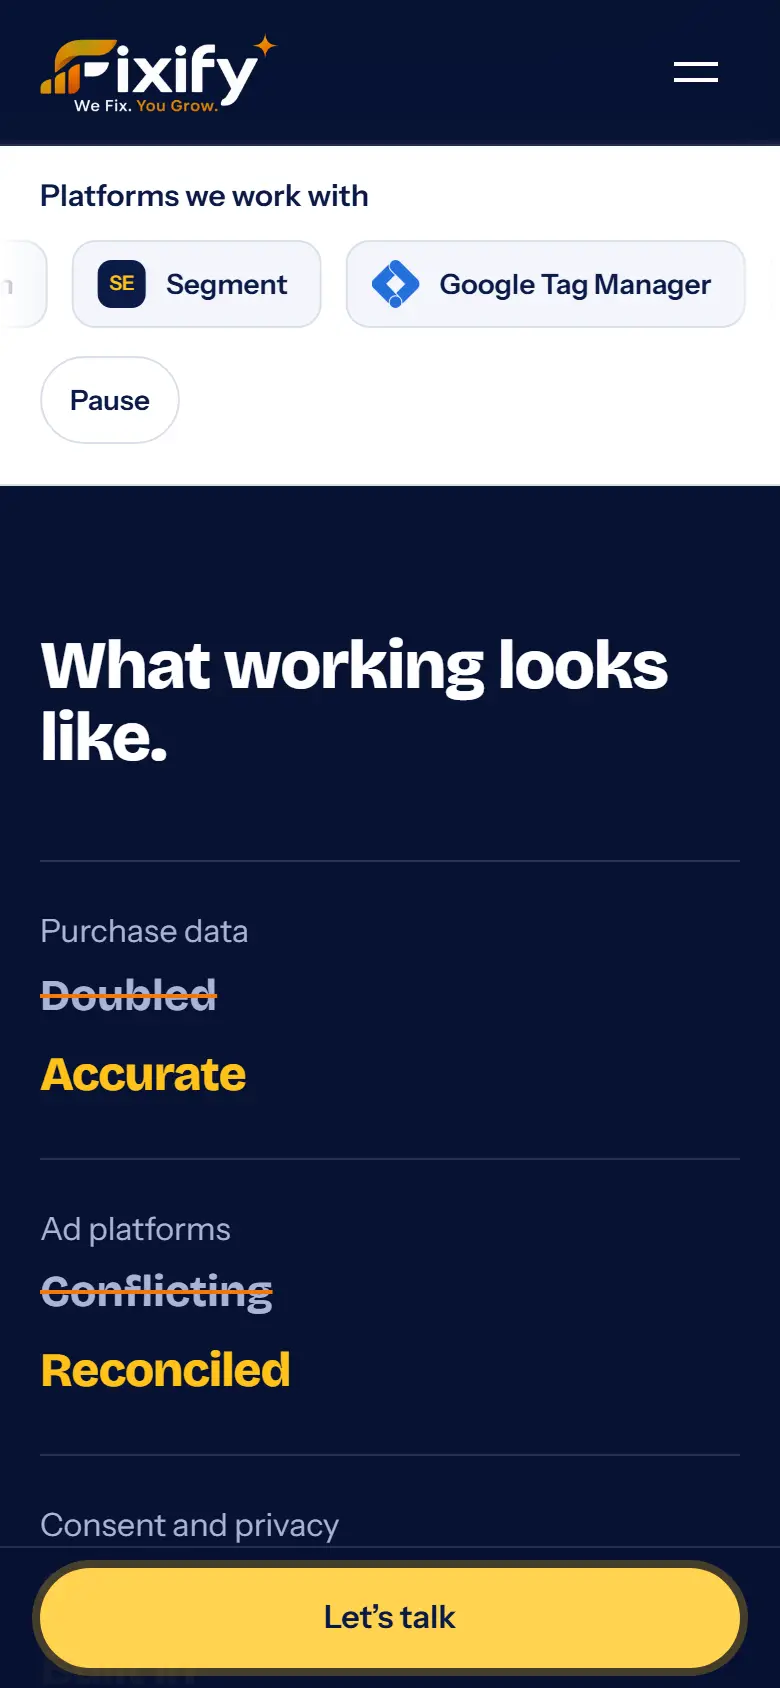 Fixify
We Fix. You Grow.
Platforms we work with
SE Segment
Google Tag Manager
Pause
What working looks
like.
Purchase data
Doubled
Accurate
Ad platforms
Conflicting
Reconciled
Consent and privacy
Let’s talk